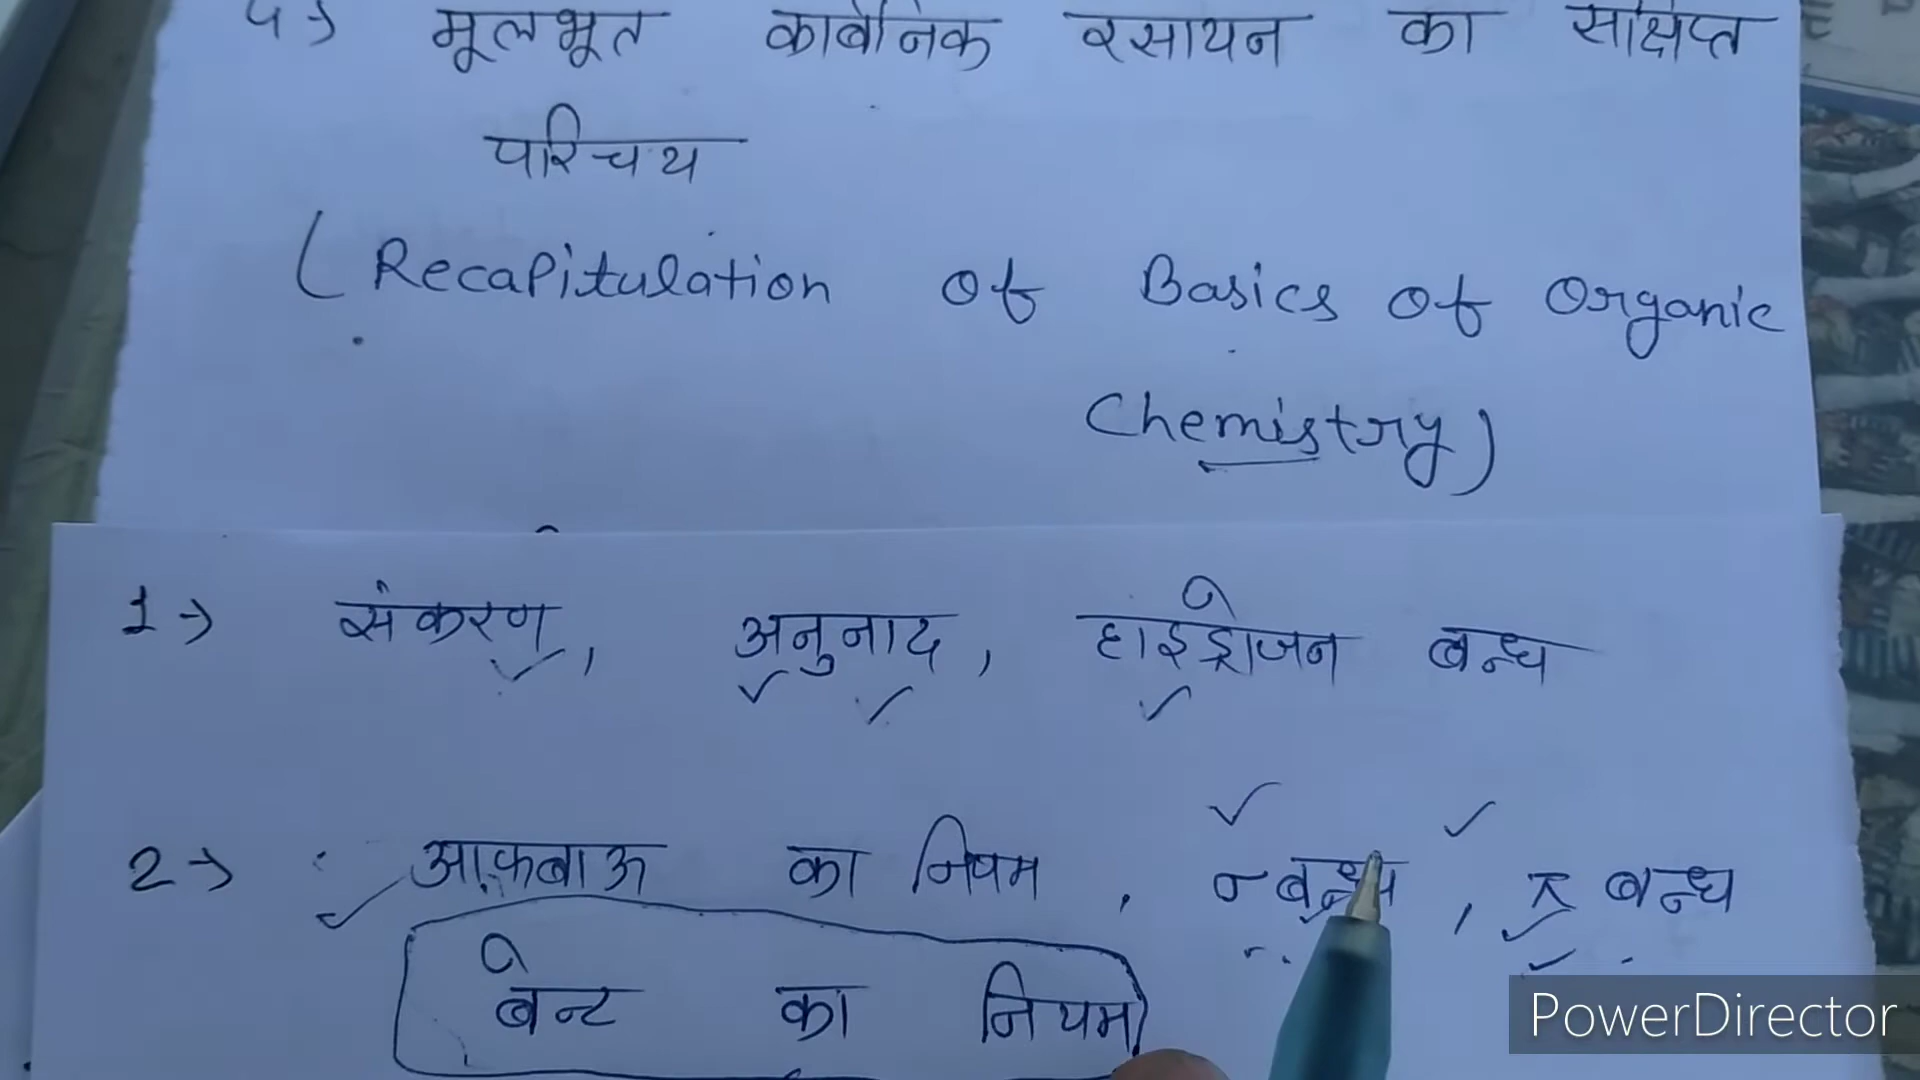 ५→ मूलभूत कार्बनिक रसायन का संक्षिप्त
परिचय
(Recapitulation of Basics of Organic
Chemistry)
1→ संकरण, अनुनाद, हाइड्रोजन बन्ध
2→ आफबाऊ का नियम, σ बन्ध, π बन्ध
बेन्ट का नियम
PowerDirector